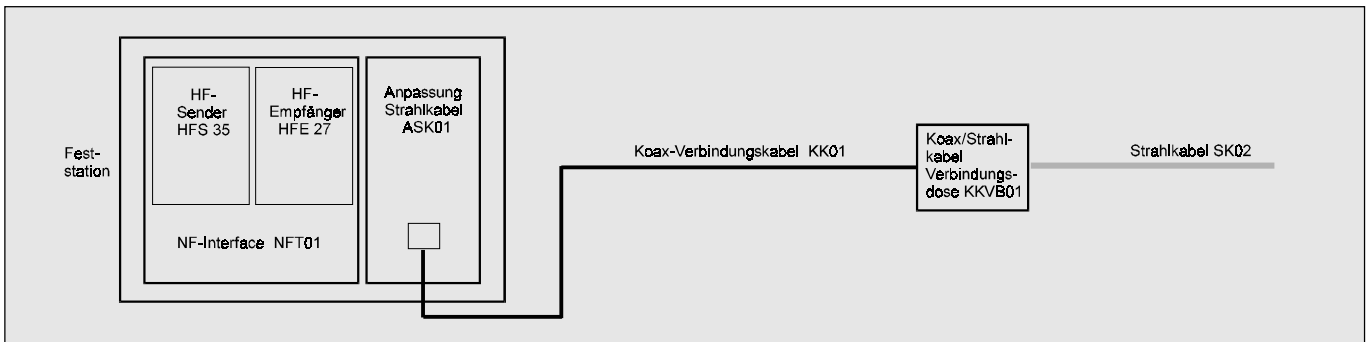 Fest-
station
HF-
Sender
HFS 35
HF-
Empfänger
HFE 27
NF-Interface NFT01
Anpassung
Strahlkabel
ASK01
Koax-Verbindungskabel KK01
Koax/Strahl-
kabel
Verbindungs-
dose KKVB01
Strahlkabel SK02